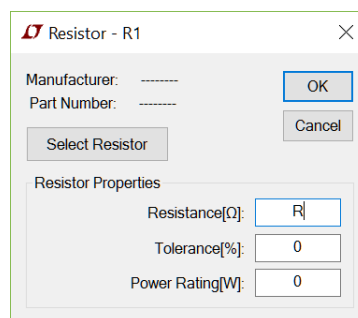 Resistor - R1
Manufacturer: --------
OK
Part Number: --------
Cancel
Select Resistor
Resistor Properties
Resistance[Ω]: R
Tolerance[%]: 0
Power Rating[W]: 0